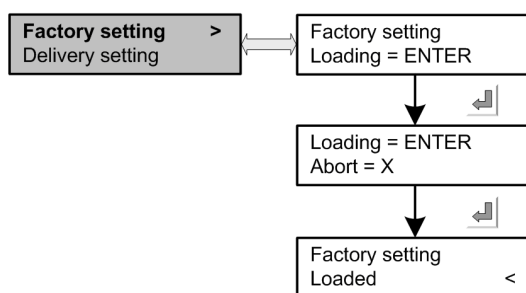 Factory setting >
Delivery setting
Factory setting
Loading = ENTER
Loading = ENTER
Abort = X
Factory setting
Loaded <